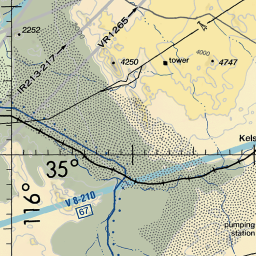 2252
VR1265
IR213-217
4250
tower
4000
4747
Kels
35°
116°
V 8-210
67
pumping
station